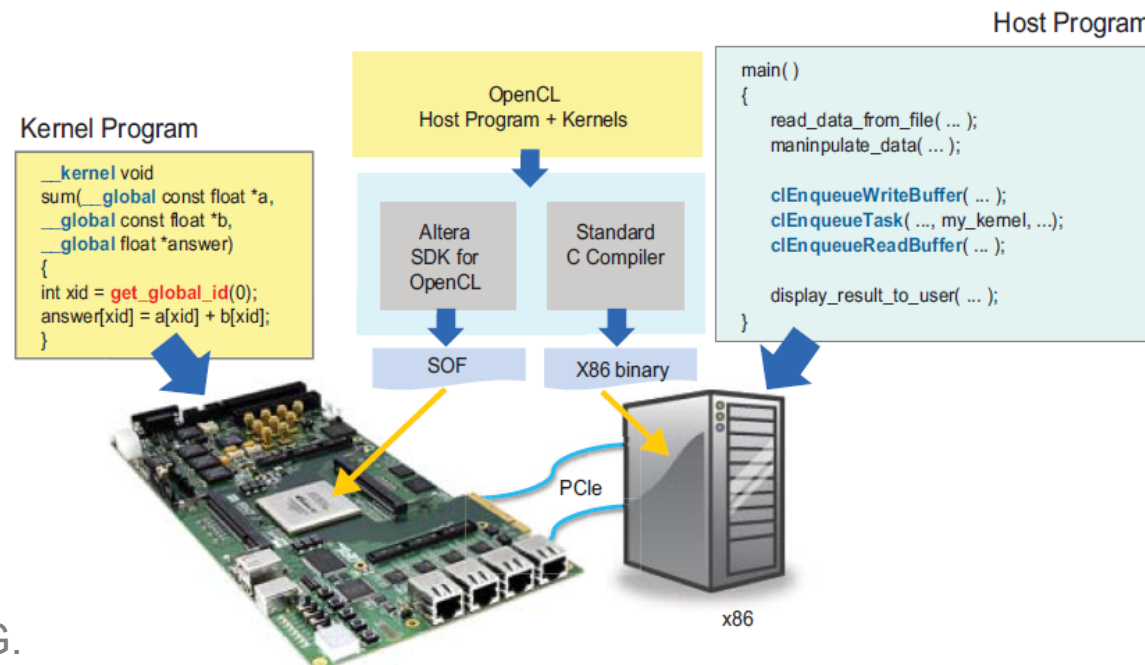 Host Program
Kernel Program
__kernel void
sum(__global const float *a,
__global const float *b,
__global float *answer)
{
int xid = get_global_id(0);
answer[xid] = a[xid] + b[xid];
}
OpenCL
Host Program + Kernels
Altera
SDK for
OpenCL
Standard
C Compiler
SOF
X86 binary
main( )
{
read_data_from_file( ... );
maninpulate_data( ... );
clEnqueueWriteBuffer( ... );
clEnqueueTask( ..., my_kernel, ...);
clEnqueueReadBuffer( ... );
display_result_to_user( ... );
}
PCIe
x86
G.